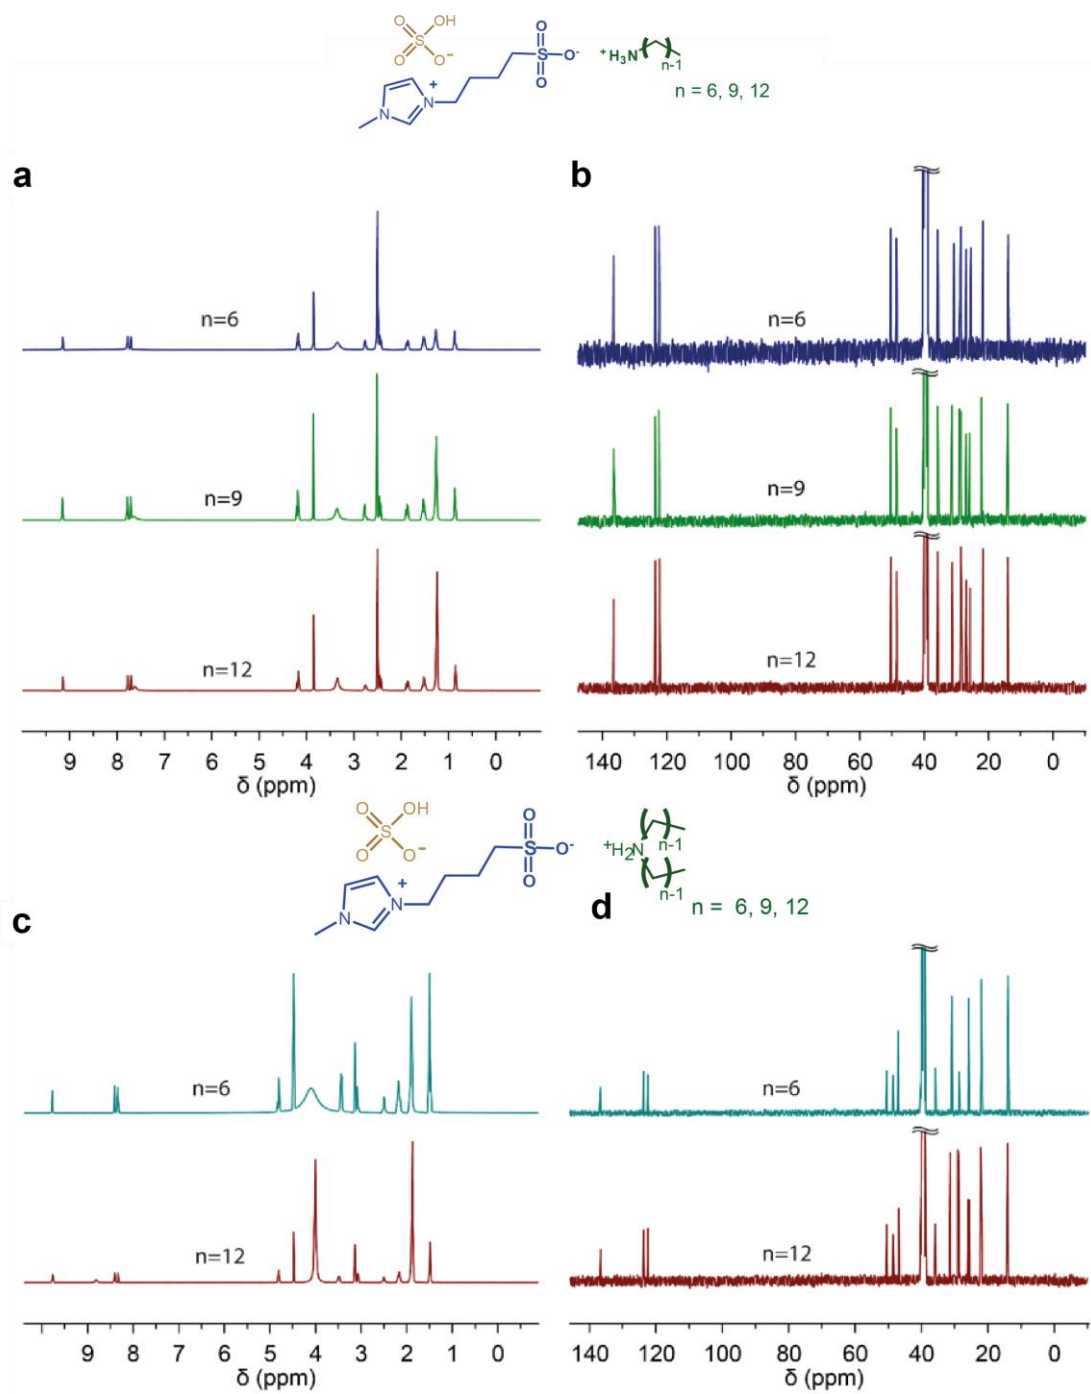 O
OH
S
O
O-
O
S
O-
O
+
N
N
+H3N
n-1
n = 6, 9, 12
a
b
n=6
n=6
n=9
n=9
n=12
n=12
9 8 7 6 5 4 3 2 1 0
140 120 100 80 60 40 20 0
δ (ppm)
δ (ppm)
O
OH
S
O
O−
O
S
O-
O
+
N
N
+H2N
n-1
n-1
n = 6, 9, 12
c
d
n=6
n=6
n=12
n=12
9 8 7 6 5 4 3 2 1 0
140 120 100 80 60 40 20 0
δ (ppm)
δ (ppm)